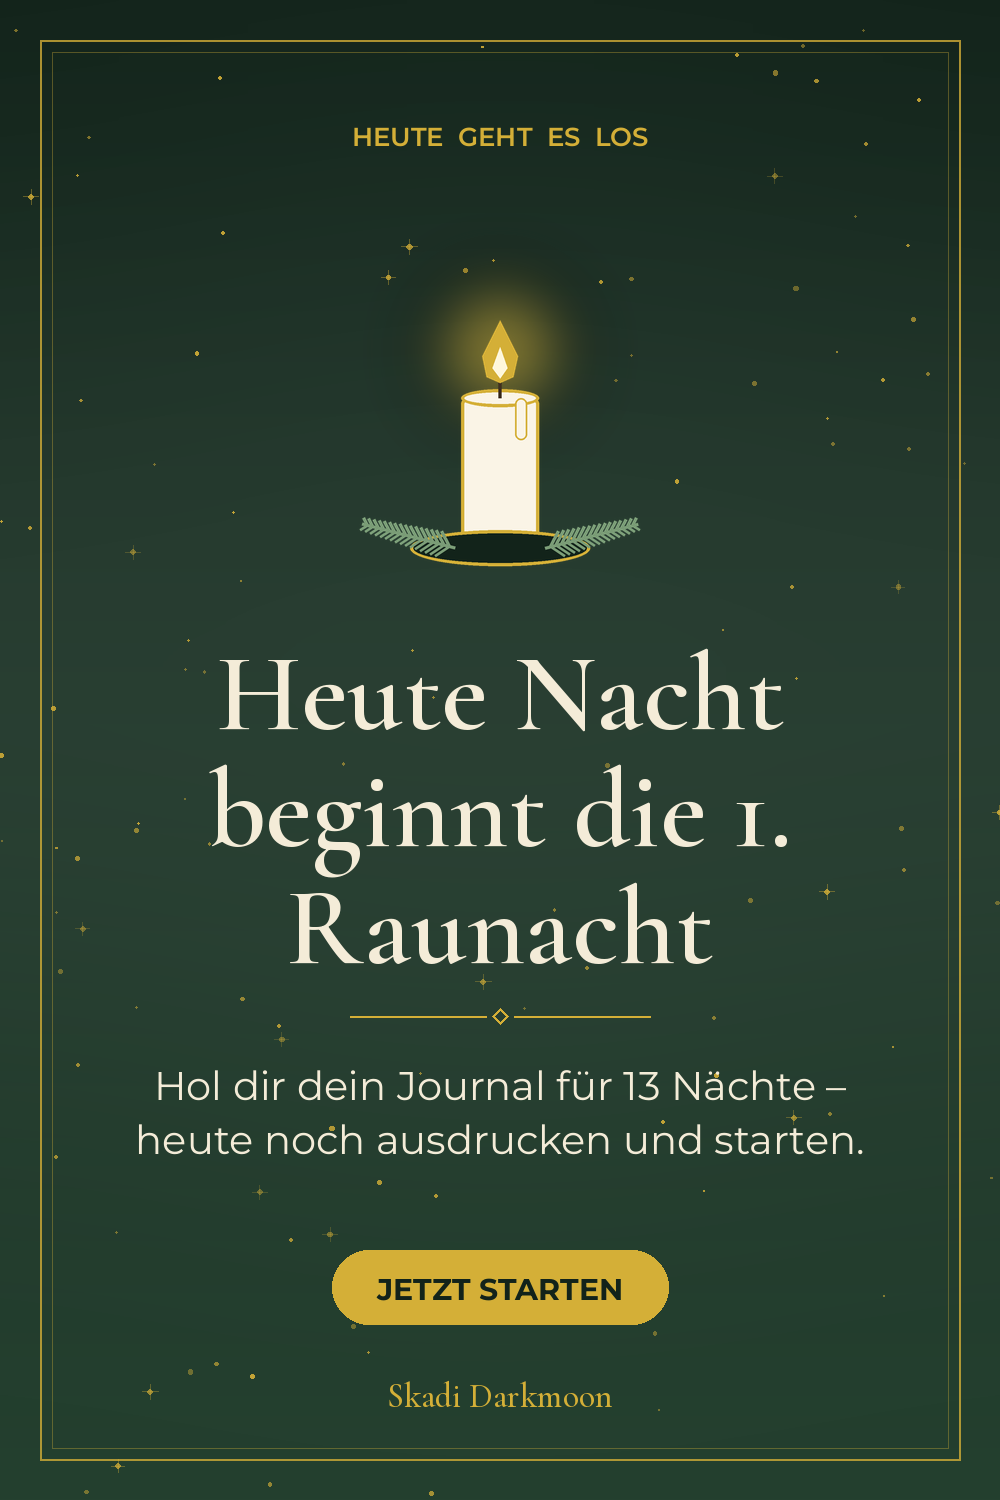 HEUTE GEHT ES LOS
Heute Nacht
beginnt die 1.
Raunacht
Hol dir dein Journal für 13 Nächte –
heute noch ausdrucken und starten.
JETZT STARTEN
Skadi Darkmoon